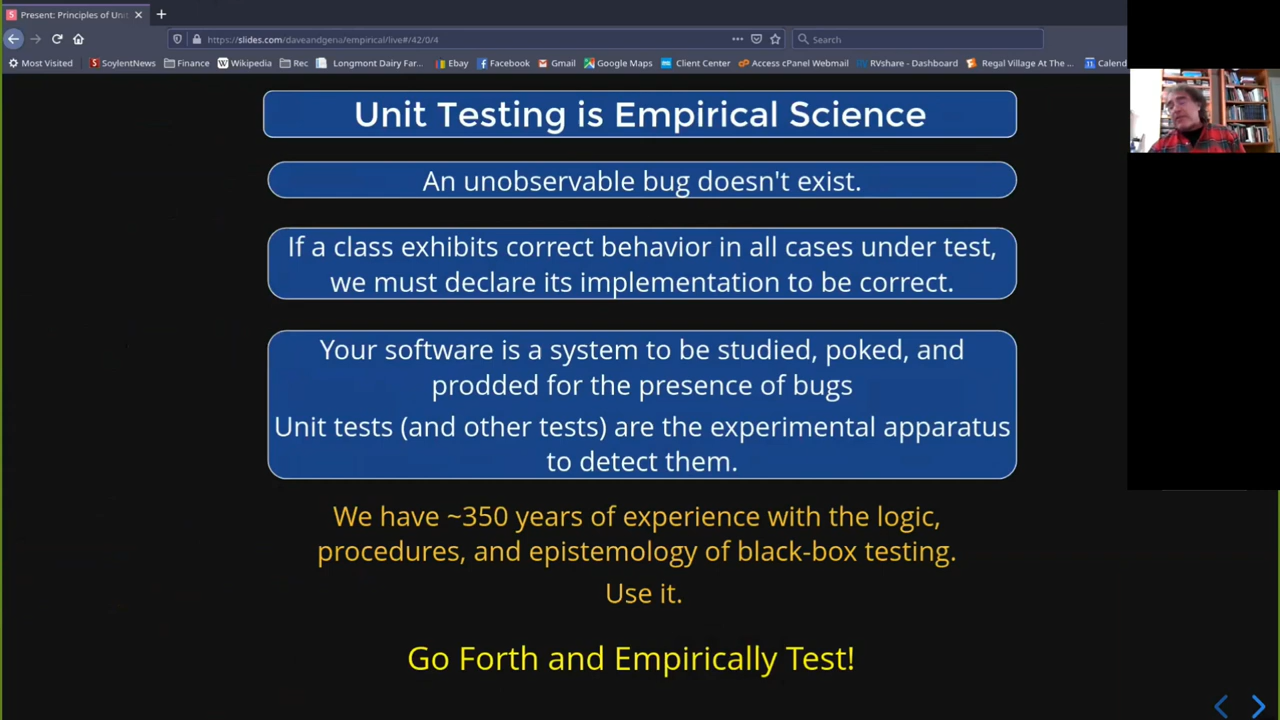 Present: Principles of Uni
https://slides.com/daveandgena/empirical/live#/42/0/4
Search
Most Visited
SoylentNews
Finance
Wikipedia
Rec
Longmont Dairy Far...
Ebay
Facebook
Gmail
Google Maps
Client Center
Access cPanel Webmail
RVshare - Dashboard
Regal Village At The ...
Calend
Unit Testing is Empirical Science
An unobservable bug doesn't exist.
If a class exhibits correct behavior in all cases under test,
we must declare its implementation to be correct.
Your software is a system to be studied, poked, and
prodded for the presence of bugs
Unit tests (and other tests) are the experimental apparatus
to detect them.
We have ~350 years of experience with the logic,
procedures, and epistemology of black-box testing.
Use it.
Go Forth and Empirically Test!